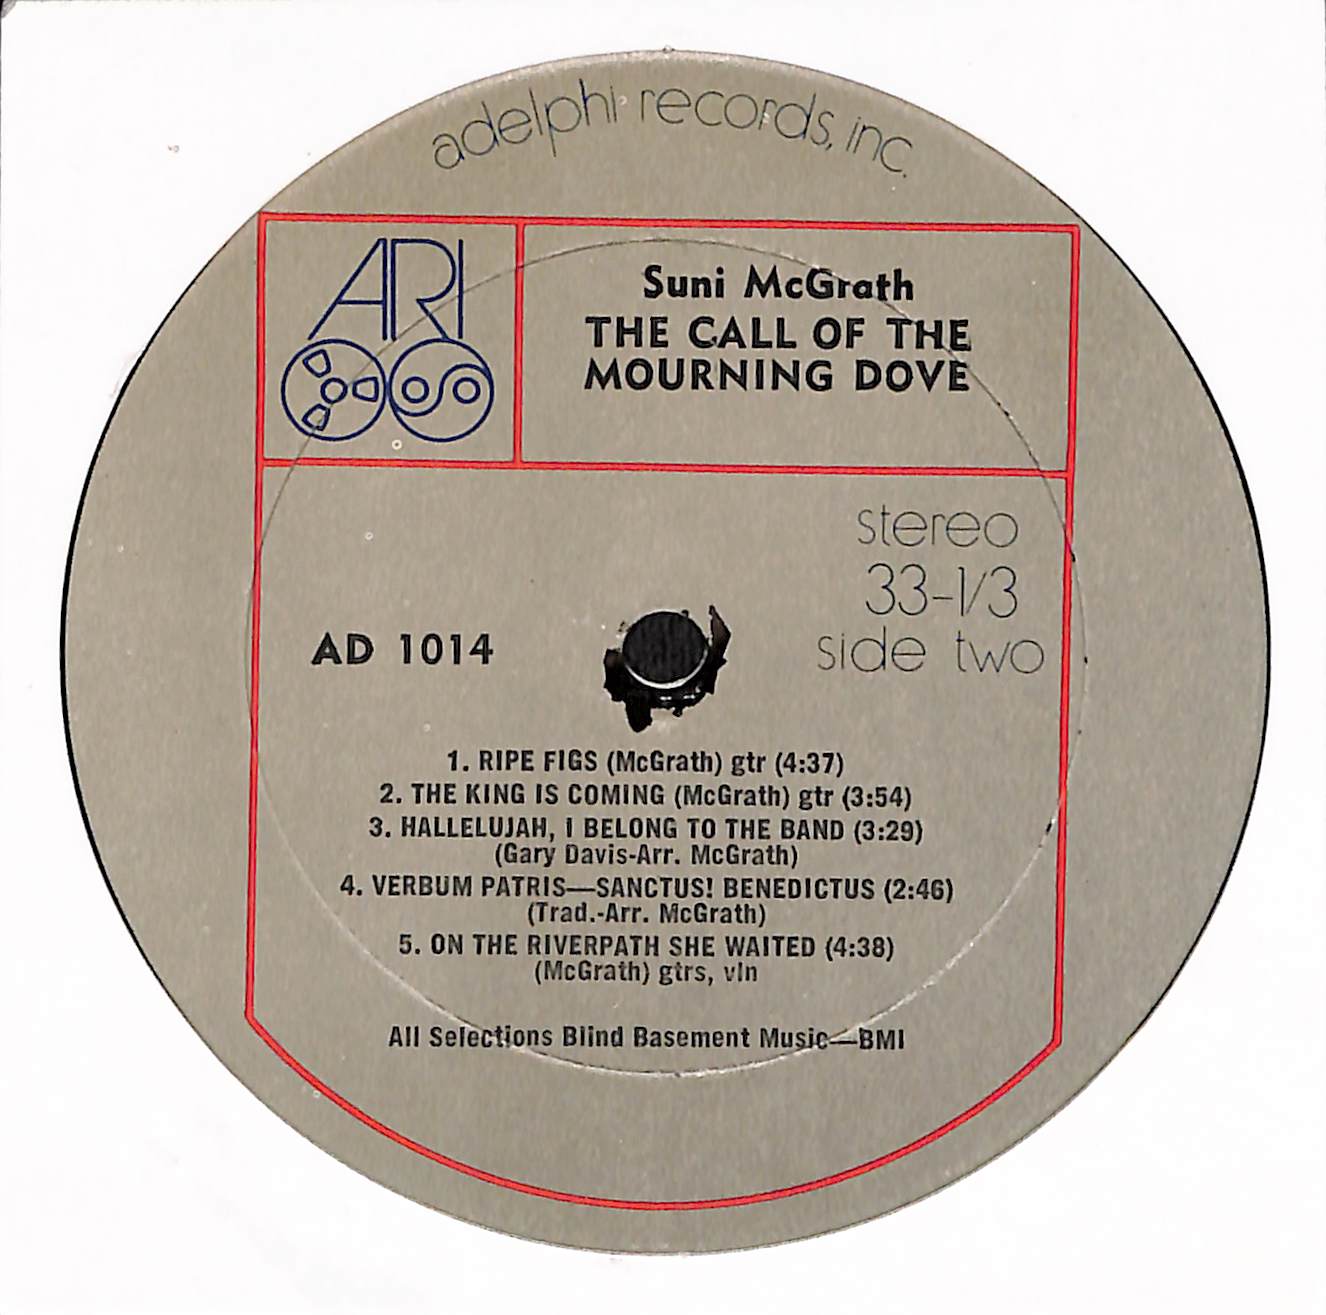 adelphi records, inc.
ARI
Suni McGrath
THE CALL OF THE
MOURNING DOVE
stereo
33-1/3
AD 1014
side two
1. RIPE FIGS (McGrath) gtr (4:37)
2. THE KING IS COMING (McGrath) gtr (3:54)
3. HALLELUJAH, I BELONG TO THE BAND (3:29)
(Gary Davis-Arr. McGrath)
4. VERBUM PATRIS—SANCTUS! BENEDICTUS (2:46)
(Trad.-Arr. McGrath)
5. ON THE RIVERPATH SHE WAITED (4:38)
(McGrath) gtrs, vln
All Selections Blind Basement Music—BMI